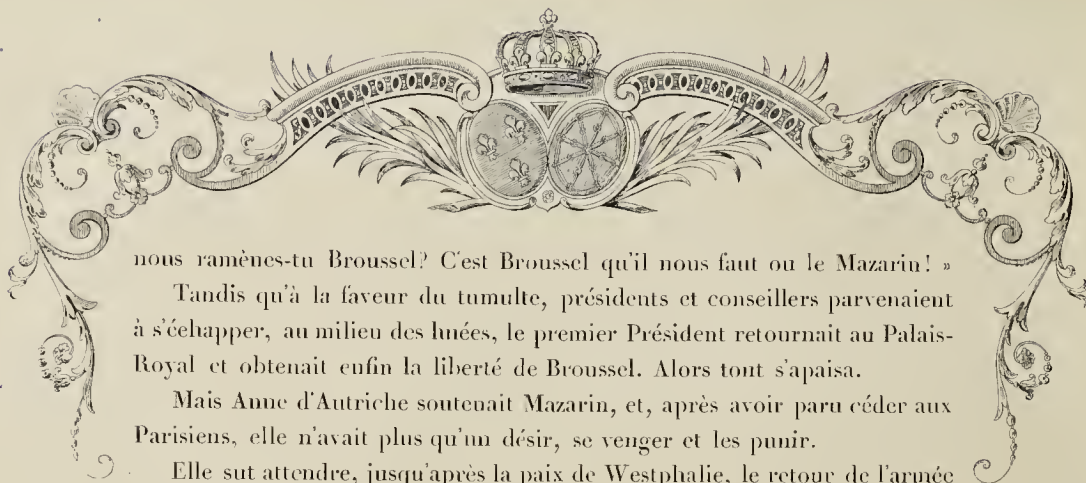 nous ramènes-tu Broussel? C'est Broussel qu'il nous faut ou le Mazarin! »
Tandis qu'à la faveur du tumulte, présidents et conseillers parvenaient
à s'échapper, au milieu des huées, le premier Président retournait au Palais-
Royal et obtenait enfin la liberté de Broussel. Alors tout s'apaisa.
Mais Anne d'Autriche soutenait Mazarin, et, après avoir paru céder aux
Parisiens, elle n'avait plus qu'un désir, se venger et les punir.
Elle sut attendre, jusqu'après la paix de Westphalie, le retour de l'armée